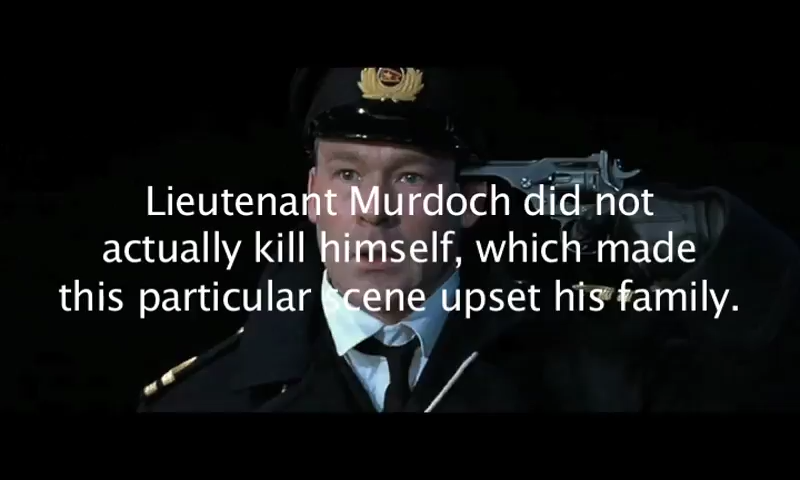 Lieutenant Murdoch did not
actually kill himself, which made
this particular scene upset his family.